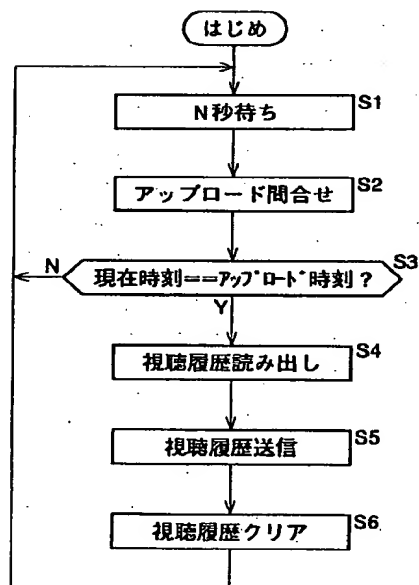 はじめ
N秒待ち
S1
アップロード問合せ
S2
現在時刻==アップロード時刻？
S3
N
Y
視聴履歴読み出し
S4
視聴履歴送信
S5
視聴履歴クリア
S6